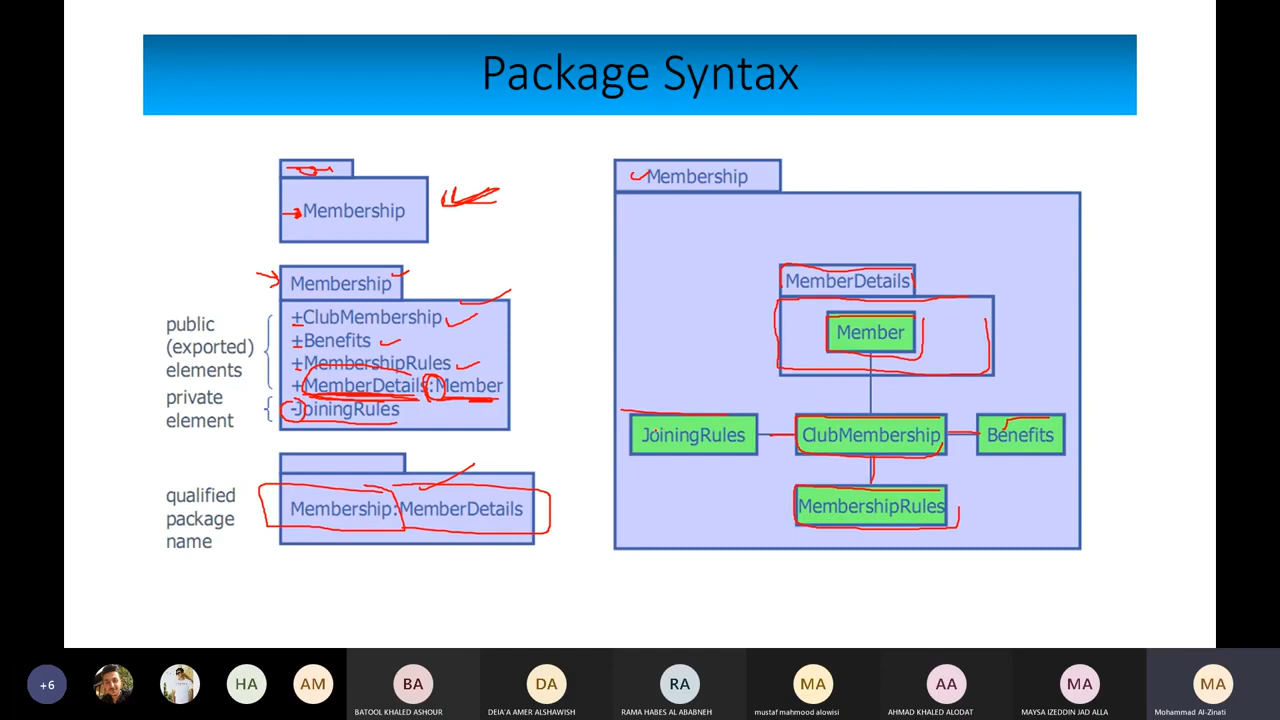 Package Syntax
Membership
Membership
public
(exported)
elements
private
element
+ClubMembership
+Benefits
+MembershipRules
+MemberDetails:Member
-JoiningRules
qualified
package
name
Membership:MemberDetails
Membership
MemberDetails
Member
JoiningRules
ClubMembership
Benefits
MembershipRules
+6
HA
AM
BA
BATOOL KHALED ASHOUR
DA
DEIA'A AMER ALSHAWISH
RA
RAMA HABES AL ABABNEH
MA
mustaf mahmood alowisi
AA
AHMAD KHALED ALODAT
MA
MAYSA IZEDDIN JAD ALLA
MA
Mohammad Al-Zinati